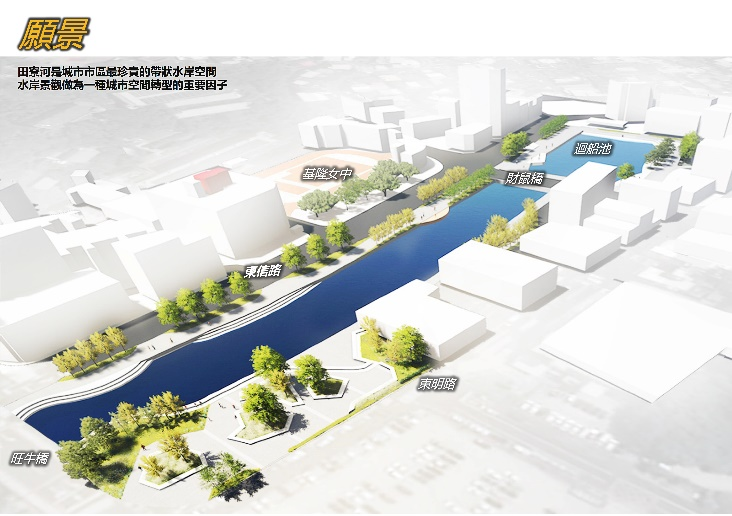 願景
田寮河是城市市區最珍貴的帶狀水岸空間
水岸景觀做為一種城市空間轉型的重要因子
迴船池
基隆女中
財鼠橋
東信路
東明路
旺牛橋